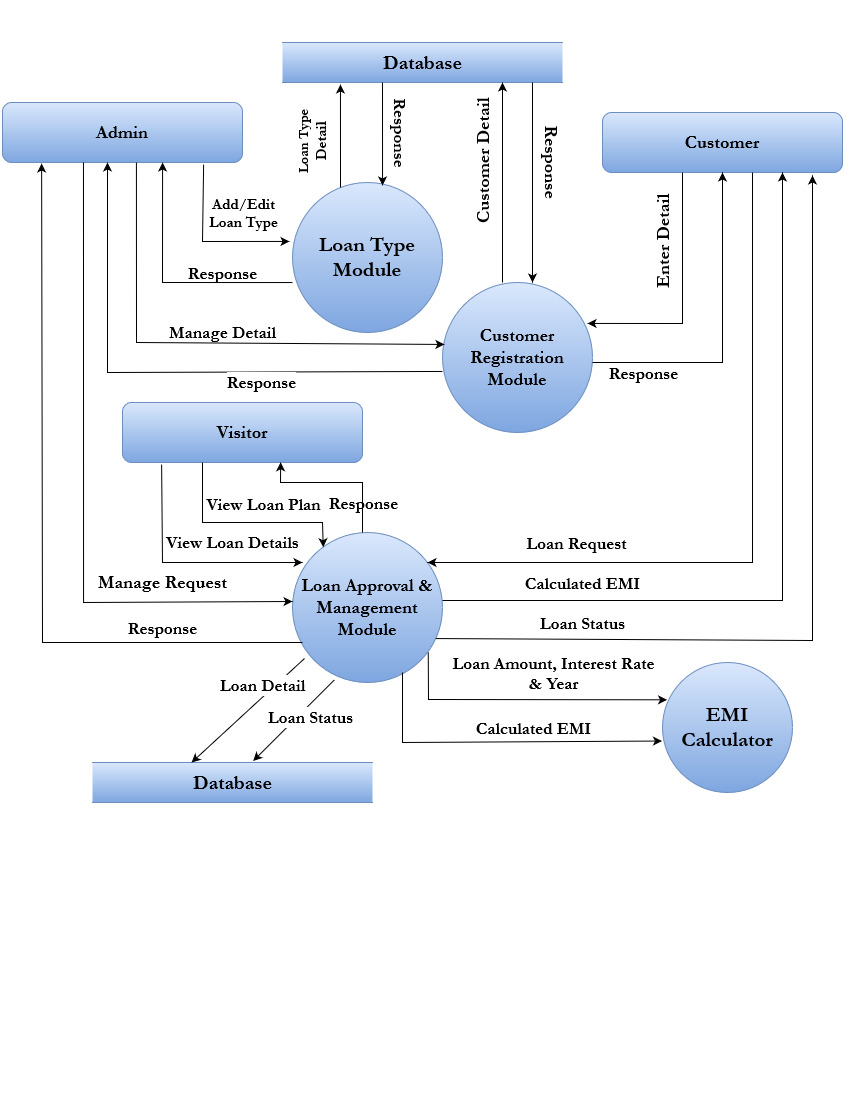 Database
Admin
Customer
Loan Type
Detail
Response
Customer Detail
Response
Enter Detail
Add/Edit
Loan Type
Loan Type
Module
Response
Manage Detail
Customer
Registration
Module
Response
Response
Visitor
View Loan Plan
Response
View Loan Details
Loan Request
Manage Request
Loan Approval &
Management
Module
Calculated EMI
Response
Loan Status
Loan Amount, Interest Rate
& Year
Loan Detail
Loan Status
Calculated EMI
EMI
Calculator
Database